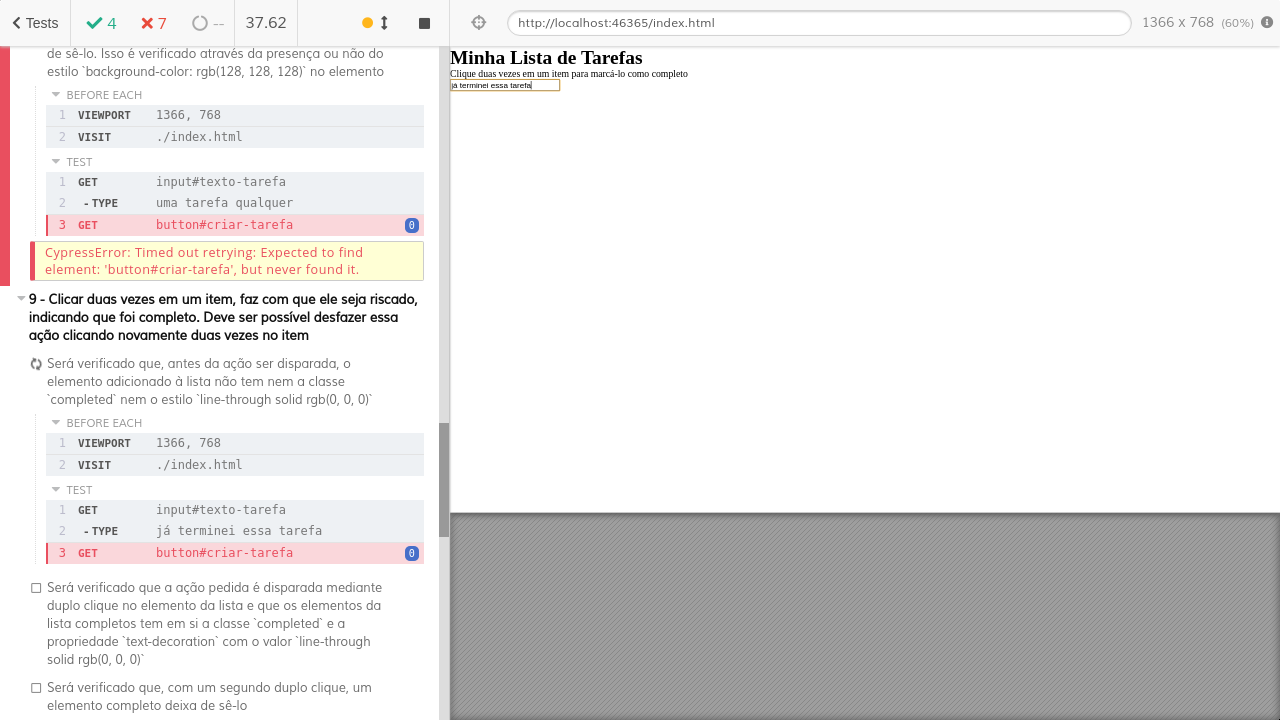 Tests 4 7 -- 37.62
http://localhost:46365/index.html 1366 x 768 (60%)
de sê-lo. Isso é verificado através da presença ou não do
estilo `background-color: rgb(128, 128, 128)` no elemento
BEFORE EACH
1 VIEWPORT 1366, 768
2 VISIT ./index.html
TEST
1 GET input#texto-tarefa
2 -TYPE uma tarefa qualquer
3 GET button#criar-tarefa 0
CypressError: Timed out retrying: Expected to find
element: 'button#criar-tarefa', but never found it.
9 - Clicar duas vezes em um item, faz com que ele seja riscado,
indicando que foi completo. Deve ser possível desfazer essa
ação clicando novamente duas vezes no item
Será verificado que, antes da ação ser disparada, o
elemento adicionado à lista não tem nem a classe
`completed` nem o estilo `line-through solid rgb(0, 0, 0)`
BEFORE EACH
1 VIEWPORT 1366, 768
2 VISIT ./index.html
TEST
1 GET input#texto-tarefa
2 -TYPE já terminei essa tarefa
3 GET button#criar-tarefa 0
Será verificado que a ação pedida é disparada mediante
duplo clique no elemento da lista e que os elementos da
lista completos tem em si a classe `completed` e a
propriedade `text-decoration` com o valor `line-through
solid rgb(0, 0, 0)`
Será verificado que, com um segundo duplo clique, um
elemento completo deixa de sê-lo
Minha Lista de Tarefas
Clique duas vezes em um item para marcá-lo como completo
já terminei essa tarefa